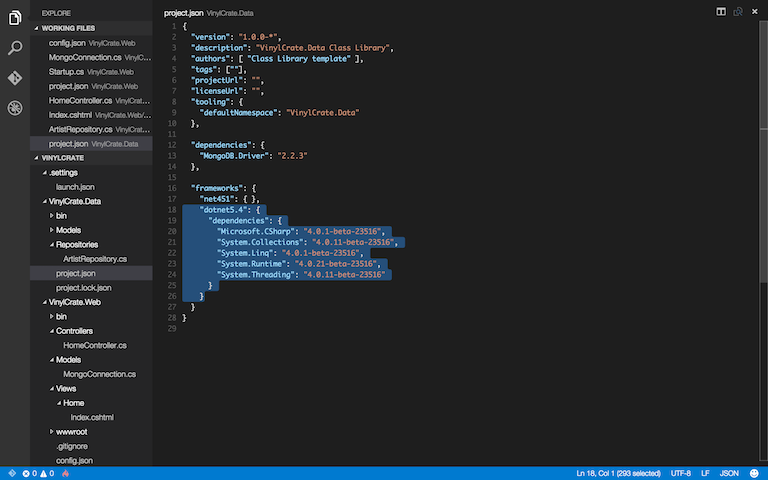 EXPLORE
WORKING FILES
config.json VinylCrate.Web
MongoConnection.cs VinylC...
Startup.cs VinylCrate.Web
project.json VinylCrate.Web
HomeController.cs VinylCrat...
Index.cshtml VinylCrate.Web/...
ArtistRepository.cs VinylCra...
project.json VinylCrate.Data
VINYLCRATE
.settings
launch.json
VinylCrate.Data
bin
Models
Repositories
ArtistRepository.cs
project.json
project.lock.json
VinylCrate.Web
bin
Controllers
HomeController.cs
Models
MongoConnection.cs
Views
Home
Index.cshtml
wwwroot
.gitignore
config.json
project.json VinylCrate.Data
1 {
2 "version": "1.0.0-*",
3 "description": "VinylCrate.Data Class Library",
4 "authors": [ "Class Library template" ],
5 "tags": [""],
6 "projectUrl": "",
7 "licenseUrl": "",
8 "tooling": {
9 "defaultNamespace": "VinylCrate.Data"
10 },
11
12 "dependencies": {
13 "MongoDB.Driver": "2.2.3"
14 },
15
16 "frameworks": {
17 "net451": { },
18 "dotnet5.4": {
19 "dependencies": {
20 "Microsoft.CSharp": "4.0.1-beta-23516",
21 "System.Collections": "4.0.11-beta-23516",
22 "System.Linq": "4.0.1-beta-23516",
23 "System.Runtime": "4.0.21-beta-23516",
24 "System.Threading": "4.0.11-beta-23516"
25 }
26 }
27 }
28 }
29
0 0 Ln 18, Col 1 (293 selected) UTF-8 LF JSON